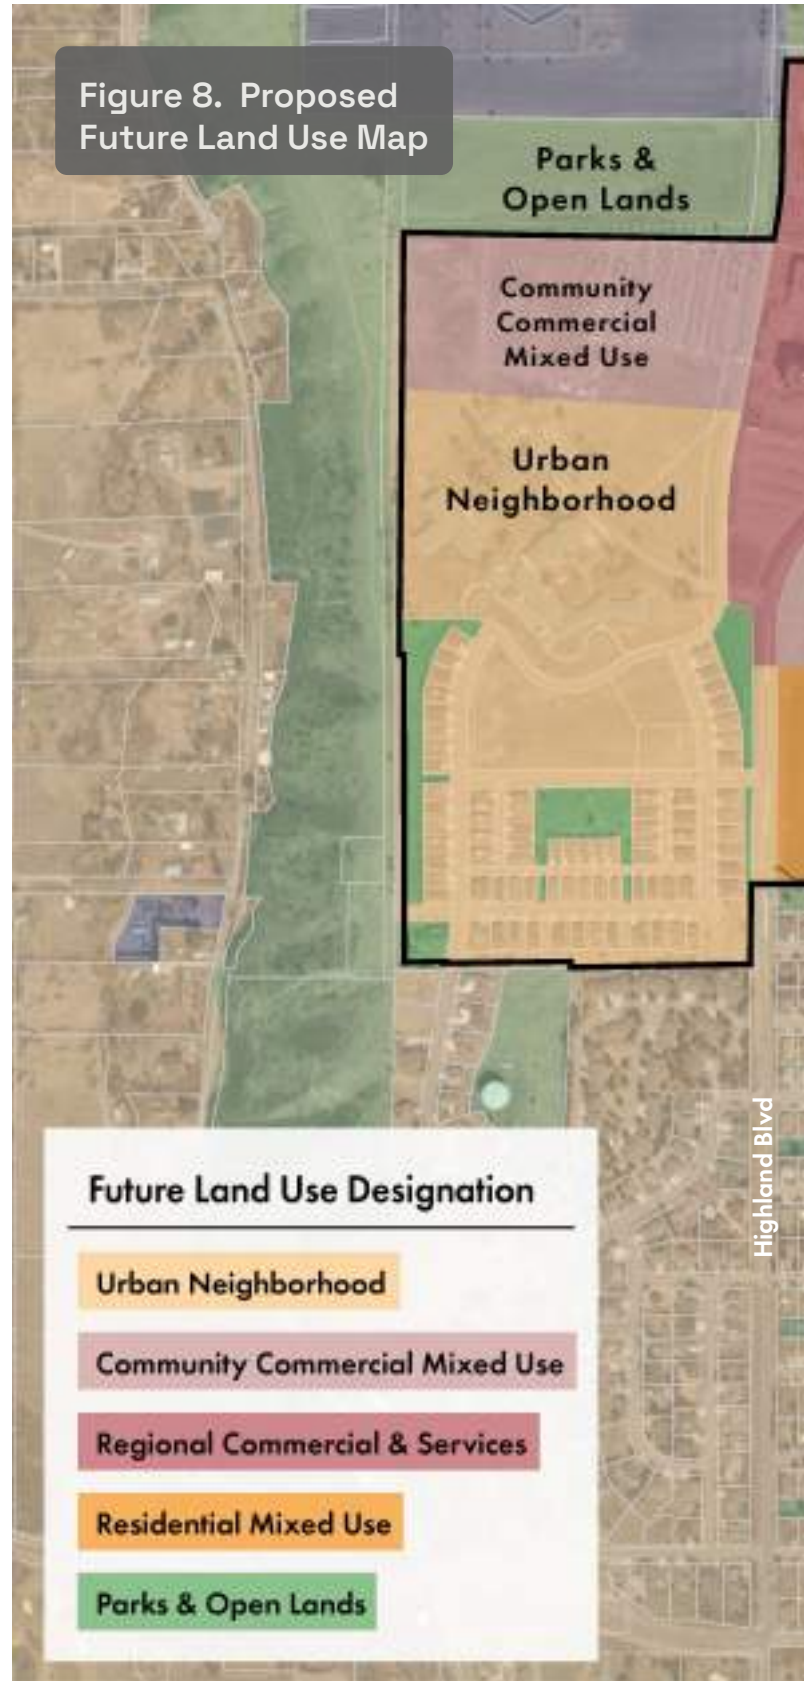 Figure 8. Proposed
Future Land Use Map
Parks &
Open Lands
Community
Commercial
Mixed Use
Urban
Neighborhood
Highland Blvd
Future Land Use Designation
Urban Neighborhood
Community Commercial Mixed Use
Regional Commercial & Services
Residential Mixed Use
Parks & Open Lands